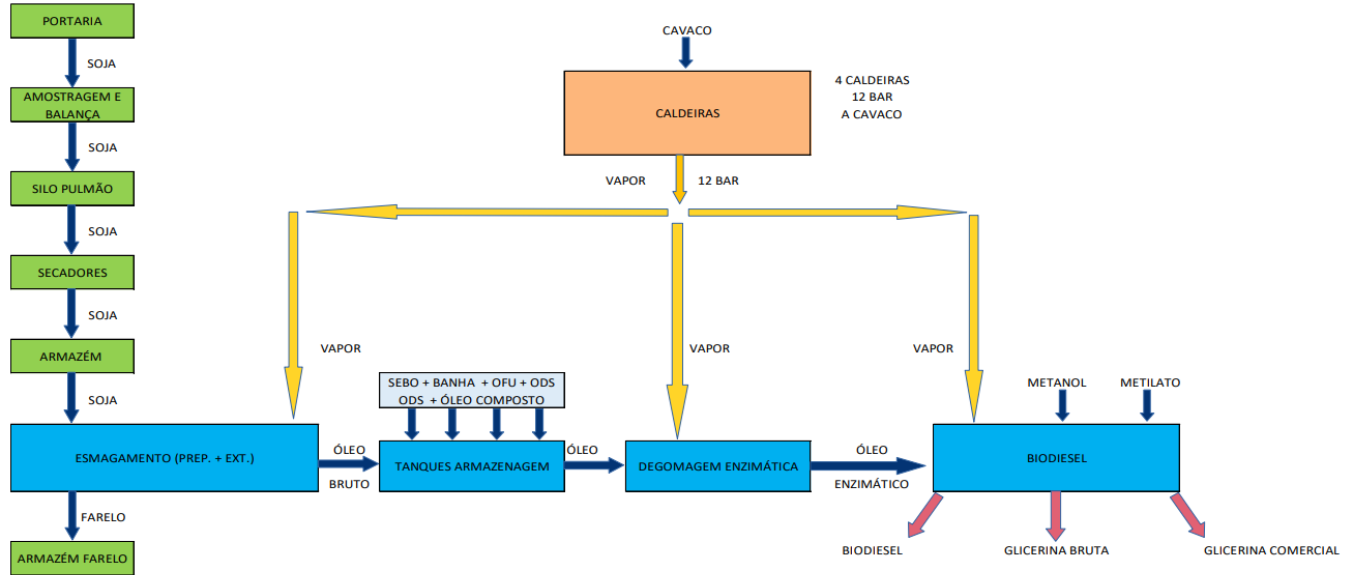 PORTARIA
SOJA
AMOSTRAGEM E
BALANÇA
SOJA
SILO PULMÃO
SOJA
SECADORES
SOJA
ARMAZÉM
SOJA
CAVACO
CALDEIRAS
4 CALDEIRAS
12 BAR
A CAVACO
VAPOR
12 BAR
VAPOR
VAPOR
VAPOR
SEBO + BANHA + OFU + ODS
ODS + ÓLEO COMPOSTO
METANOL
METILATO
ESMAGAMENTO (PREP. + EXT.)
ÓLEO
BRUTO
TANQUES ARMAZENAGEM
ÓLEO
DEGOMAGEM ENZIMÁTICA
ÓLEO
ENZIMÁTICO
BIODIESEL
FARELO
ARMAZÉM FARELO
BIODIESEL
GLICERINA BRUTA
GLICERINA COMERCIAL